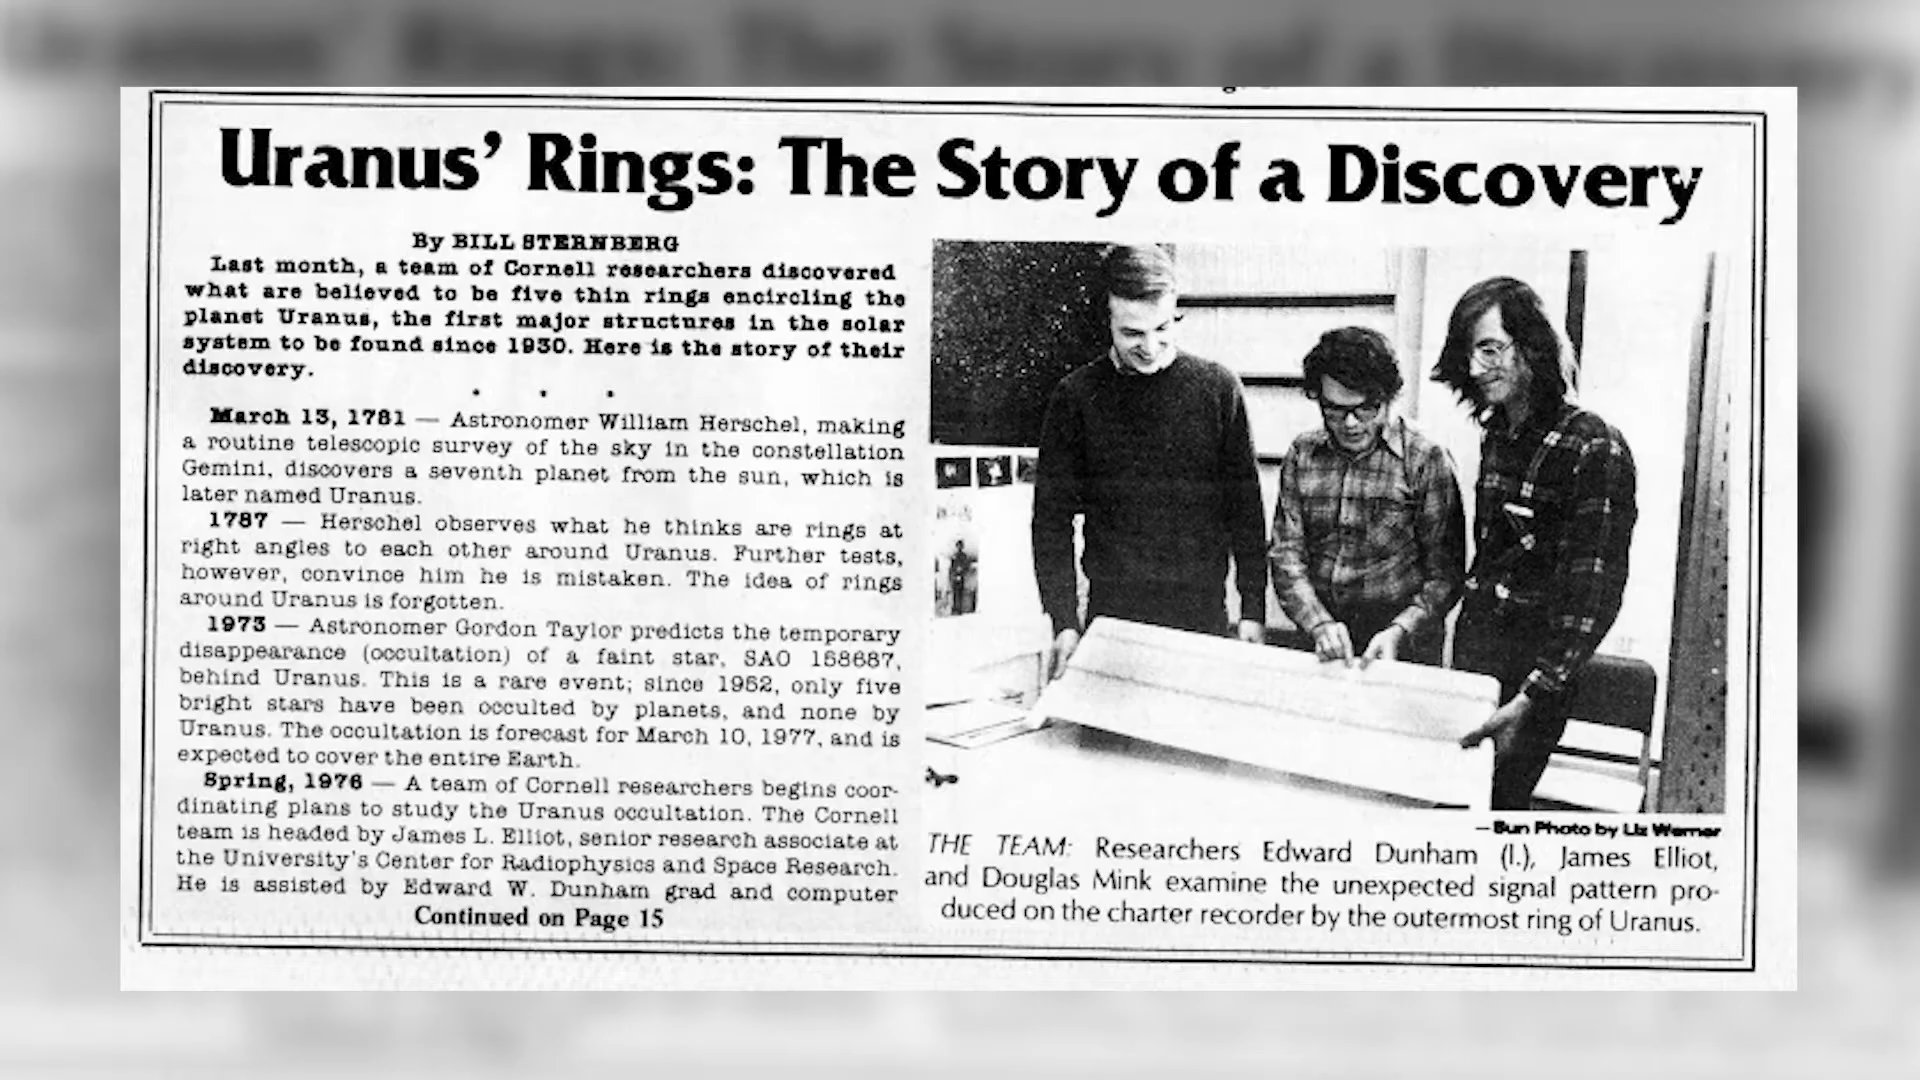 Uranus' Rings: The Story of a Discovery
By BILL STERNBERG
Last month, a team of Cornell researchers discovered
what are believed to be five thin rings encircling the
planet Uranus, the first major structures in the solar
system to be found since 1930. Here is the story of their
discovery.
March 13, 1781 — Astronomer William Herschel, making
a routine telescopic survey of the sky in the constellation
Gemini, discovers a seventh planet from the sun, which is
later named Uranus.
1787 — Herschel observes what he thinks are rings at
right angles to each other around Uranus. Further tests,
however, convince him he is mistaken. The idea of rings
around Uranus is forgotten.
1973 — Astronomer Gordon Taylor predicts the temporary
disappearance (occultation) of a faint star, SAO 158687,
behind Uranus. This is a rare event; since 1952, only five
bright stars have been occulted by planets, and none by
Uranus. The occultation is forecast for March 10, 1977, and is
expected to cover the entire Earth.
Spring, 1976 — A team of Cornell researchers begins coor-
dinating plans to study the Uranus occultation. The Cornell
team is headed by James L. Elliot, senior research associate at
the University's Center for Radiophysics and Space Research.
He is assisted by Edward W. Dunham grad and computer
Continued on Page 15
—Sun Photo by Liz Werner
THE TEAM: Researchers Edward Dunham (l.), James Elliot,
and Douglas Mink examine the unexpected signal pattern pro-
duced on the charter recorder by the outermost ring of Uranus.